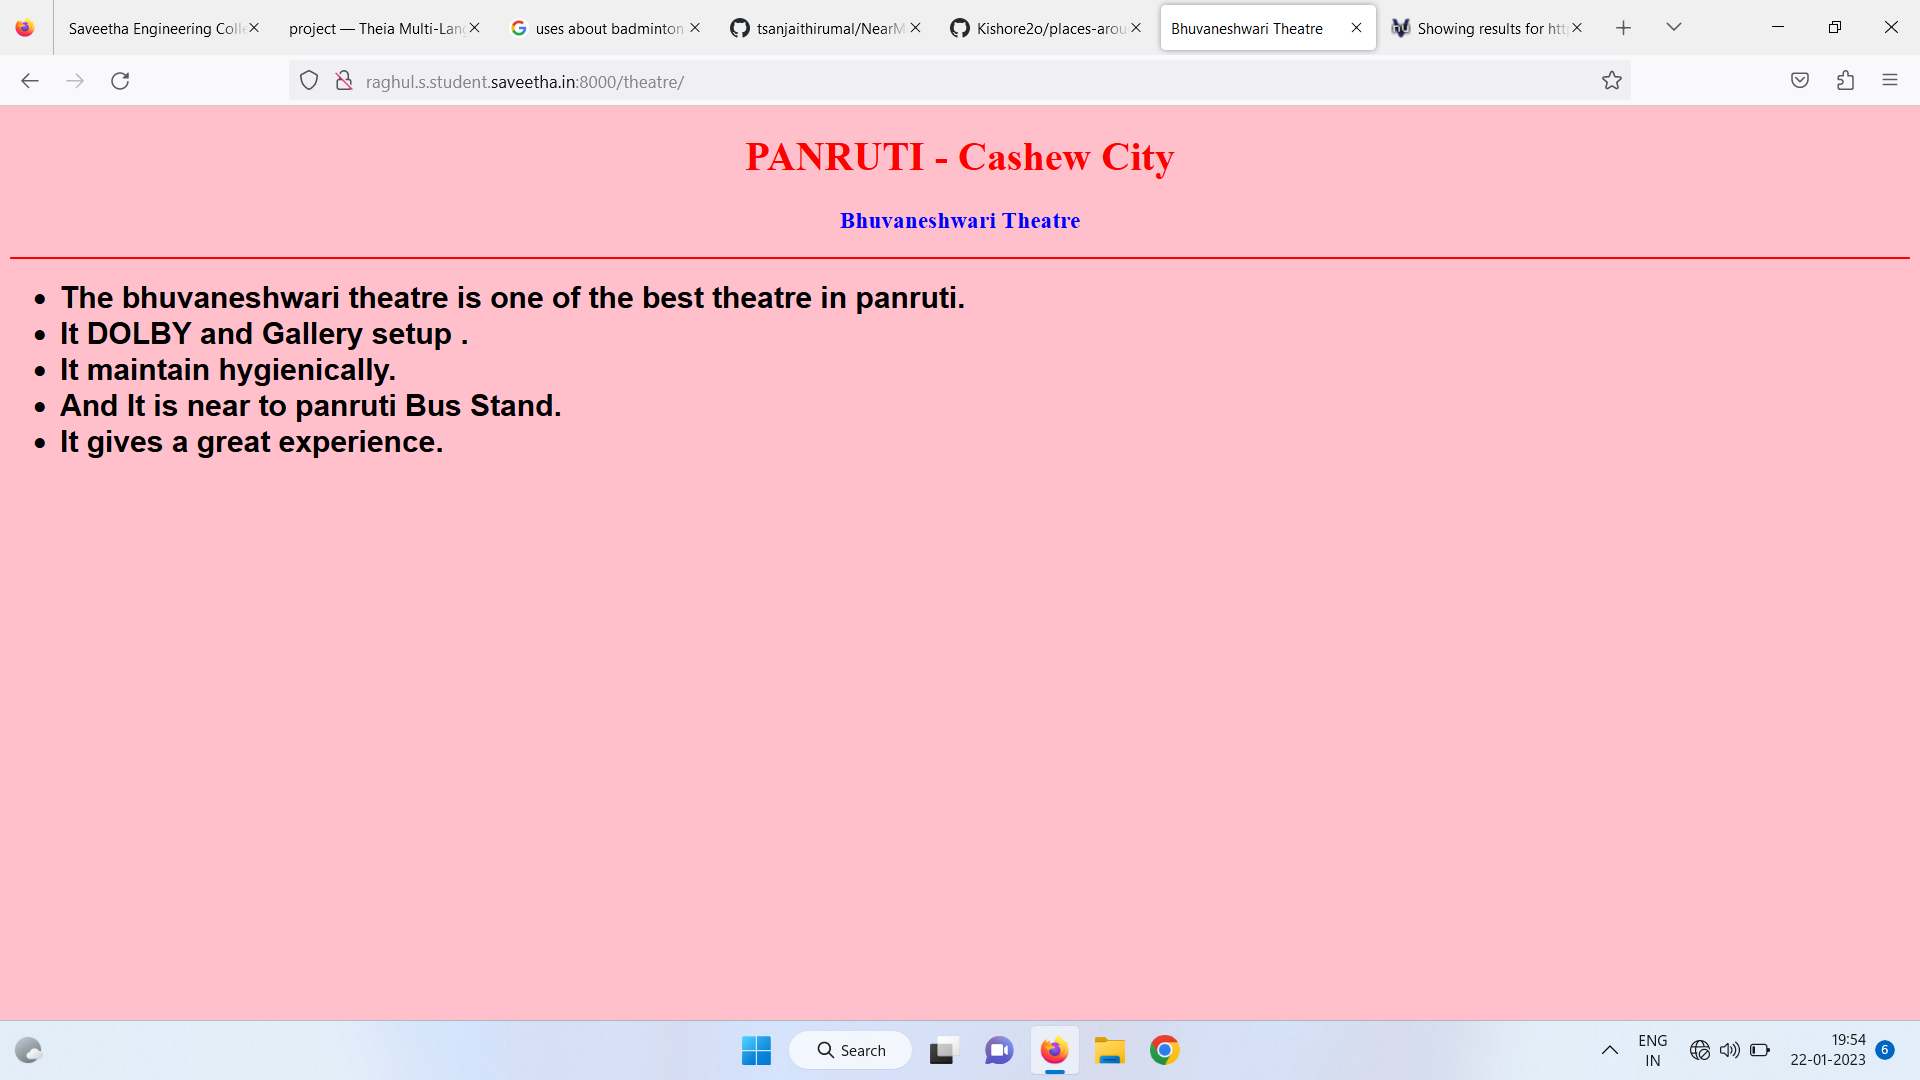 Saveetha Engineering Coll
project — Theia Multi-Lang
uses about badminton
tsanjaithirumal/NearM
Kishore2o/places-arou
Bhuvaneshwari Theatre
Showing results for htt
raghul.s.student.saveetha.in:8000/theatre/
PANRUTI - Cashew City
Bhuvaneshwari Theatre
The bhuvaneshwari theatre is one of the best theatre in panruti.
It DOLBY and Gallery setup .
It maintain hygienically.
And It is near to panruti Bus Stand.
It gives a great experience.
Search
ENG
IN
19:54
22-01-2023
6